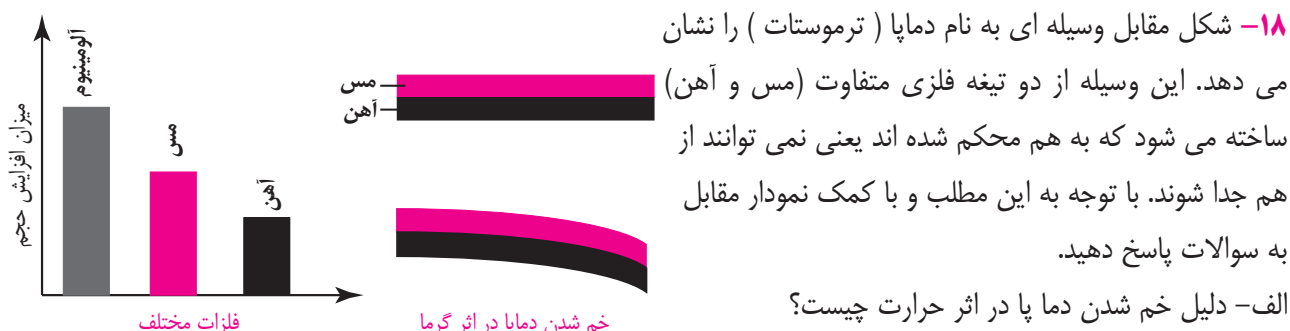 ۱۸– شکل مقابل وسیله ای به نام دماپا ( ترموستات ) را نشان
می دهد. این وسیله از دو تیغه فلزی متفاوت (مس و آهن)
ساخته می شود که به هم محکم شده اند یعنی نمی توانند از
هم جدا شوند. با توجه به این مطلب و با کمک نمودار مقابل
به سوالات پاسخ دهید.
الف– دلیل خم شدن دما پا در اثر حرارت چیست؟
مس
آهن
خم شدن دماپا در اثر گرما
میزان افزایش حجم
آلومینیوم
مس
آهن
فلزات مختلف